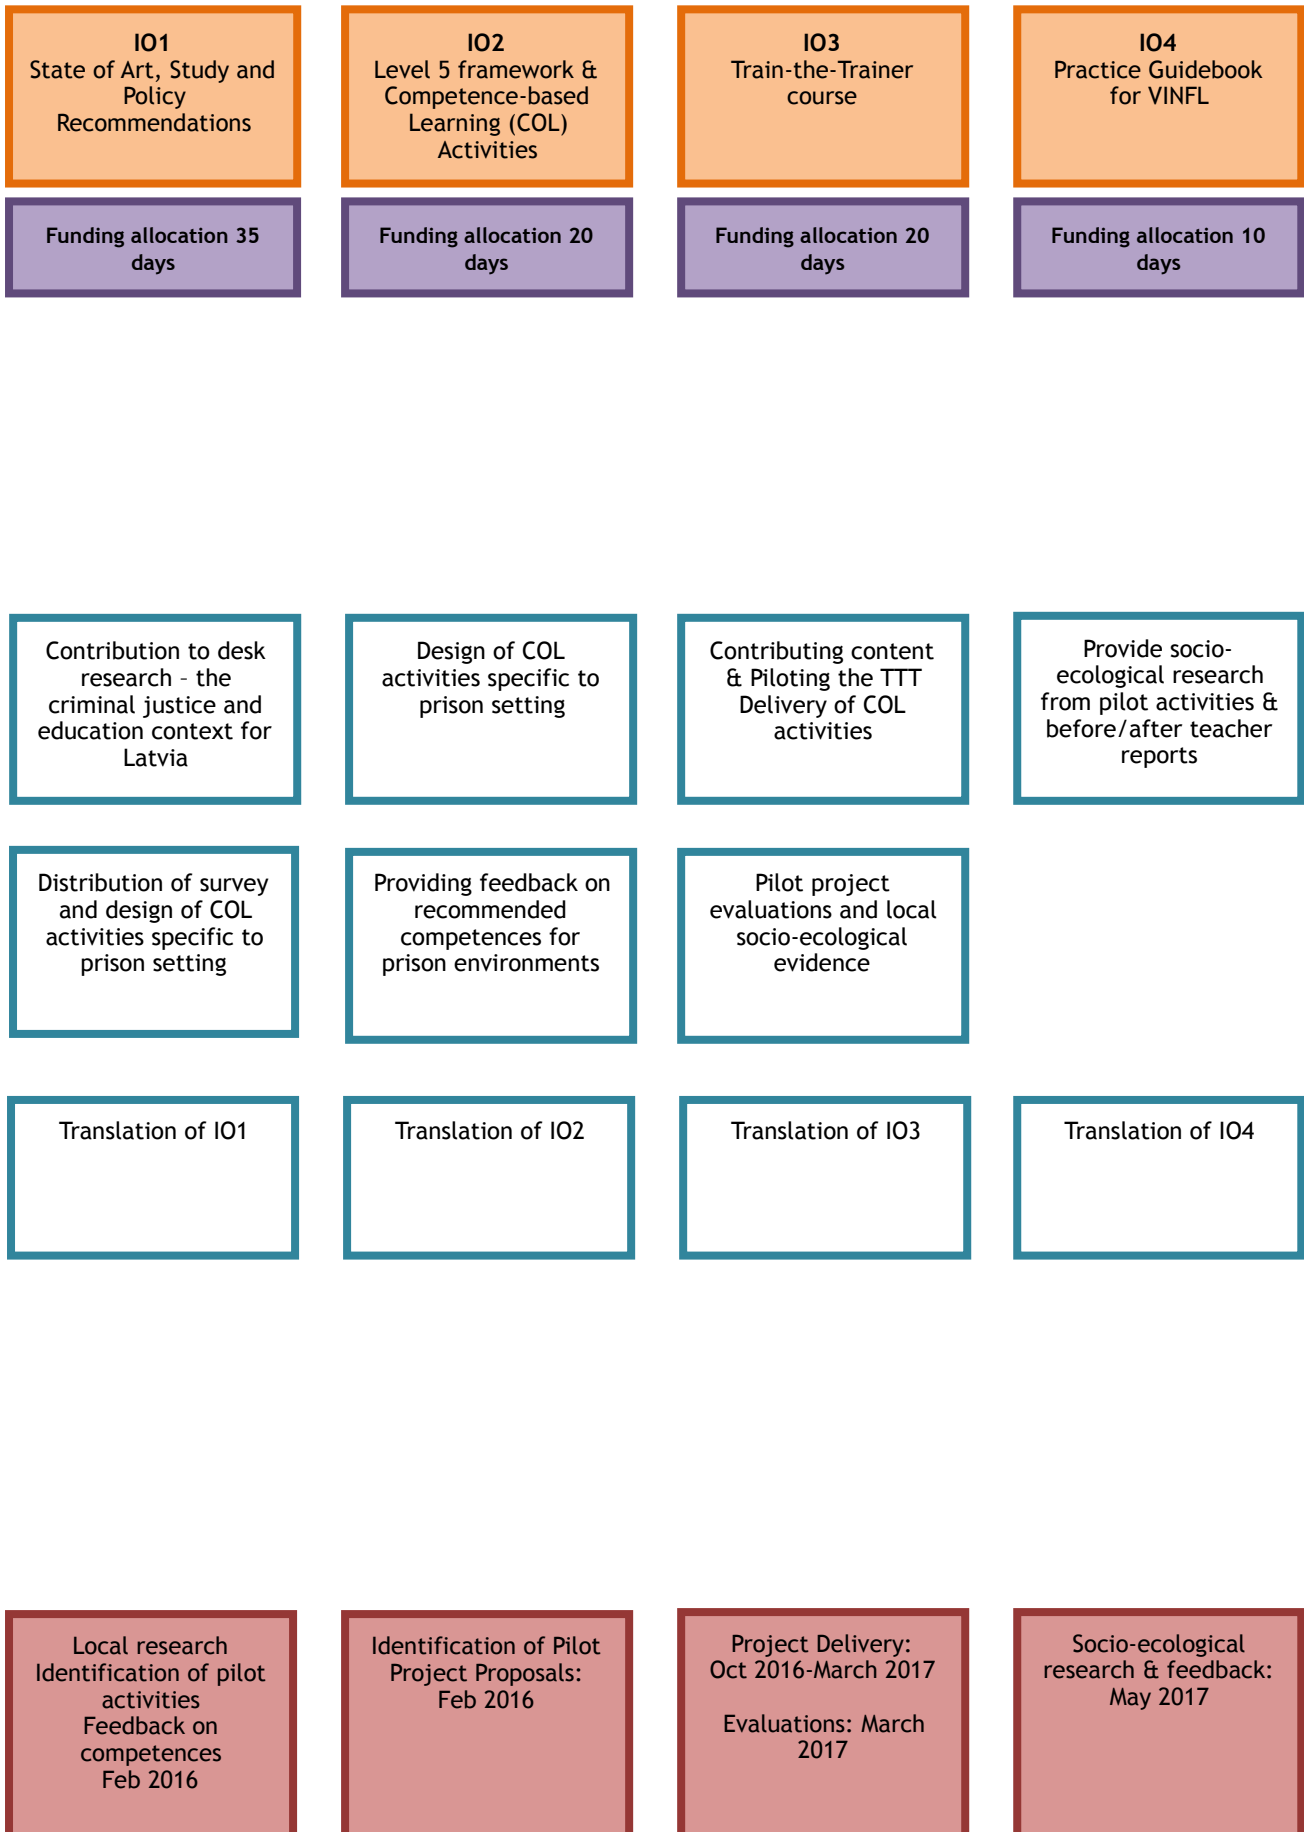 IO1
State of Art, Study and
Policy
Recommendations
IO2
Level 5 framework &
Competence-based
Learning (COL)
Activities
IO3
Train-the-Trainer
course
IO4
Practice Guidebook
for VINFL
Funding allocation 35
days
Funding allocation 20
days
Funding allocation 20
days
Funding allocation 10
days
Contribution to desk
research – the
criminal justice and
education context for
Latvia
Design of COL
activities specific to
prison setting
Contributing content
& Piloting the TTT
Delivery of COL
activities
Provide socio-
ecological research
from pilot activities &
before/after teacher
reports
Distribution of survey
and design of COL
activities specific to
prison setting
Providing feedback on
recommended
competences for
prison environments
Pilot project
evaluations and local
socio-ecological
evidence
Translation of IO1
Translation of IO2
Translation of IO3
Translation of IO4
Local research
Identification of pilot
activities
Feedback on
competences
Feb 2016
Identification of Pilot
Project Proposals:
Feb 2016
Project Delivery:
Oct 2016-March 2017
Evaluations: March
2017
Socio-ecological
research & feedback:
May 2017